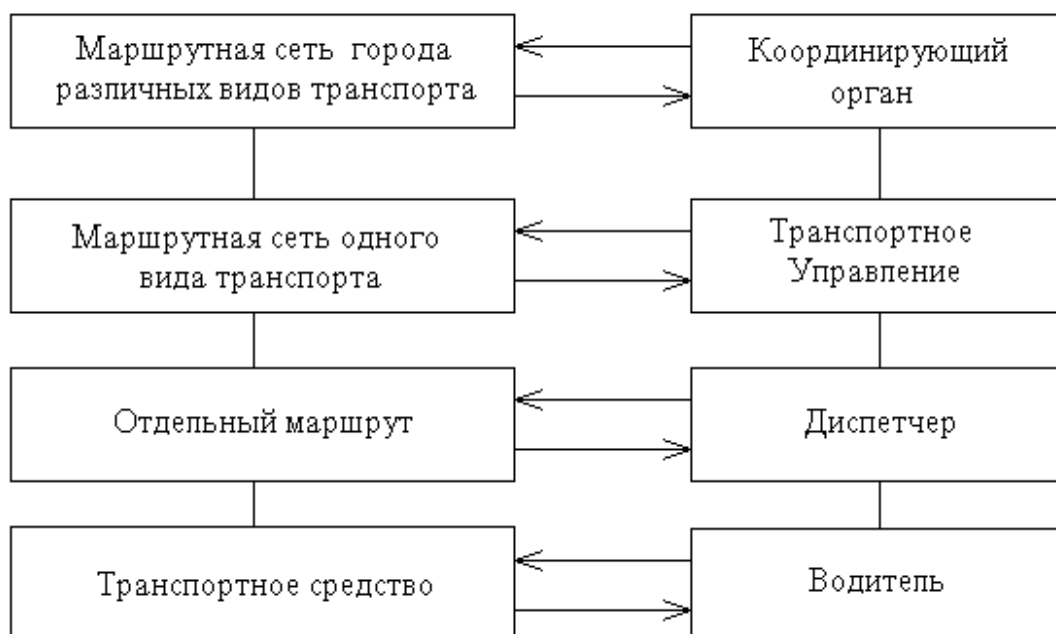 Маршрутная сеть города
различных видов транспорта
Координирующий
орган
Маршрутная сеть одного
вида транспорта
Транспортное
Управление
Отдельный маршрут
Диспетчер
Транспортное средство
Водитель